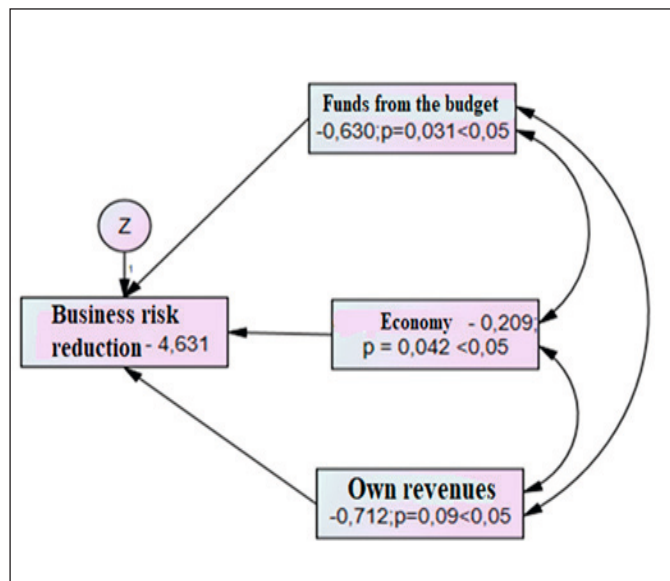 Funds from the budget
-0,630;p=0,031<0,05
Z
1
Business risk
reduction - 4,631
Economy - 0,209;
p = 0,042 <0,05
Own revenues
-0,712;p=0,09<0,05